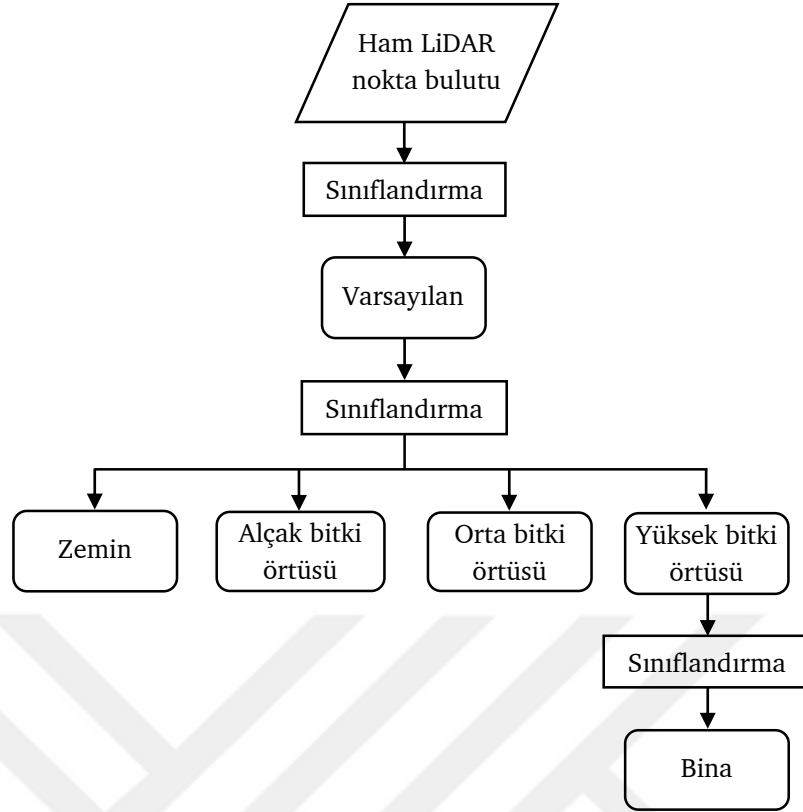 Ham LiDAR
nokta bulutu
Sınıflandırma
Varsayılan
Sınıflandırma
Zemin
Alçak bitki
örtüsü
Orta bitki
örtüsü
Yüksek bitki
örtüsü
Sınıflandırma
Bina